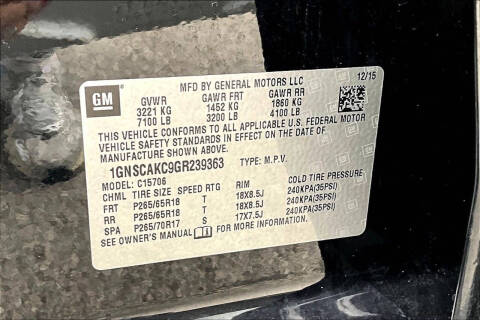 MFD BY GENERAL MOTORS LLC 12/15
GM GVWR GAWR FRT GAWR RR
3221 KG 1452 KG 1860 KG
7100 LB 3200 LB 4100 LB
THIS VEHICLE CONFORMS TO ALL APPLICABLE U.S. FEDERAL MOTOR
VEHICLE SAFETY STANDARDS IN EFFECT ON THE DATE OF
MANUFACTURE SHOWN ABOVE.
1GNSCAKC9GR239363 TYPE: M.P.V.
MODEL: C15706
CHML TIRE SIZE SPEED RTG RIM COLD TIRE PRESSURE
FRT P265/65R18 T 18X8.5J 240KPA(35PSI)
RR P265/65R18 T 18X8.5J 240KPA(35PSI)
SPA P265/70R17 S 17X7.5J 240KPA(35PSI)
SEE OWNER'S MANUAL FOR MORE INFORMATION.